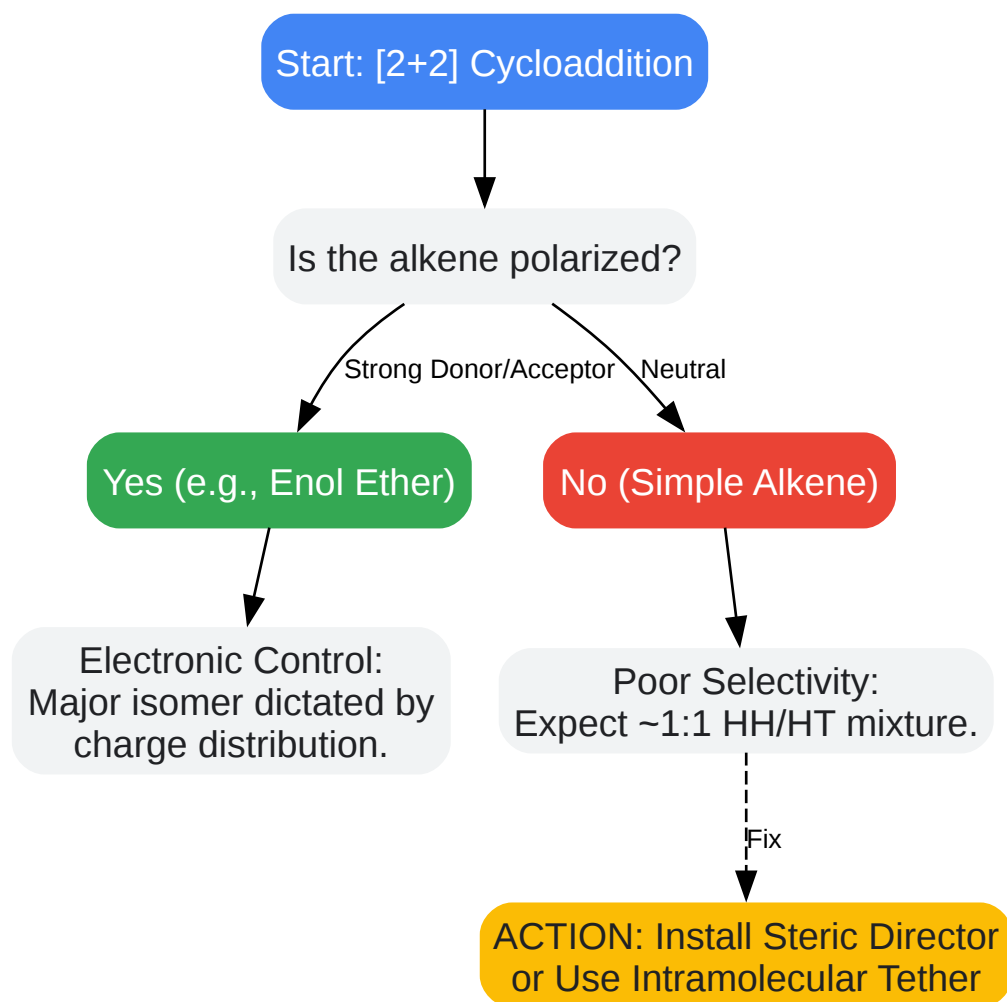 Start: [2+2] Cycloaddition
Is the alkene polarized?
Strong Donor/Acceptor
Neutral
Yes (e.g., Enol Ether)
No (Simple Alkene)
Electronic Control:
Major isomer dictated by
charge distribution.
Poor Selectivity:
Expect ~1:1 HH/HT mixture.
Fix
ACTION: Install Steric Director
or Use Intramolecular Tether